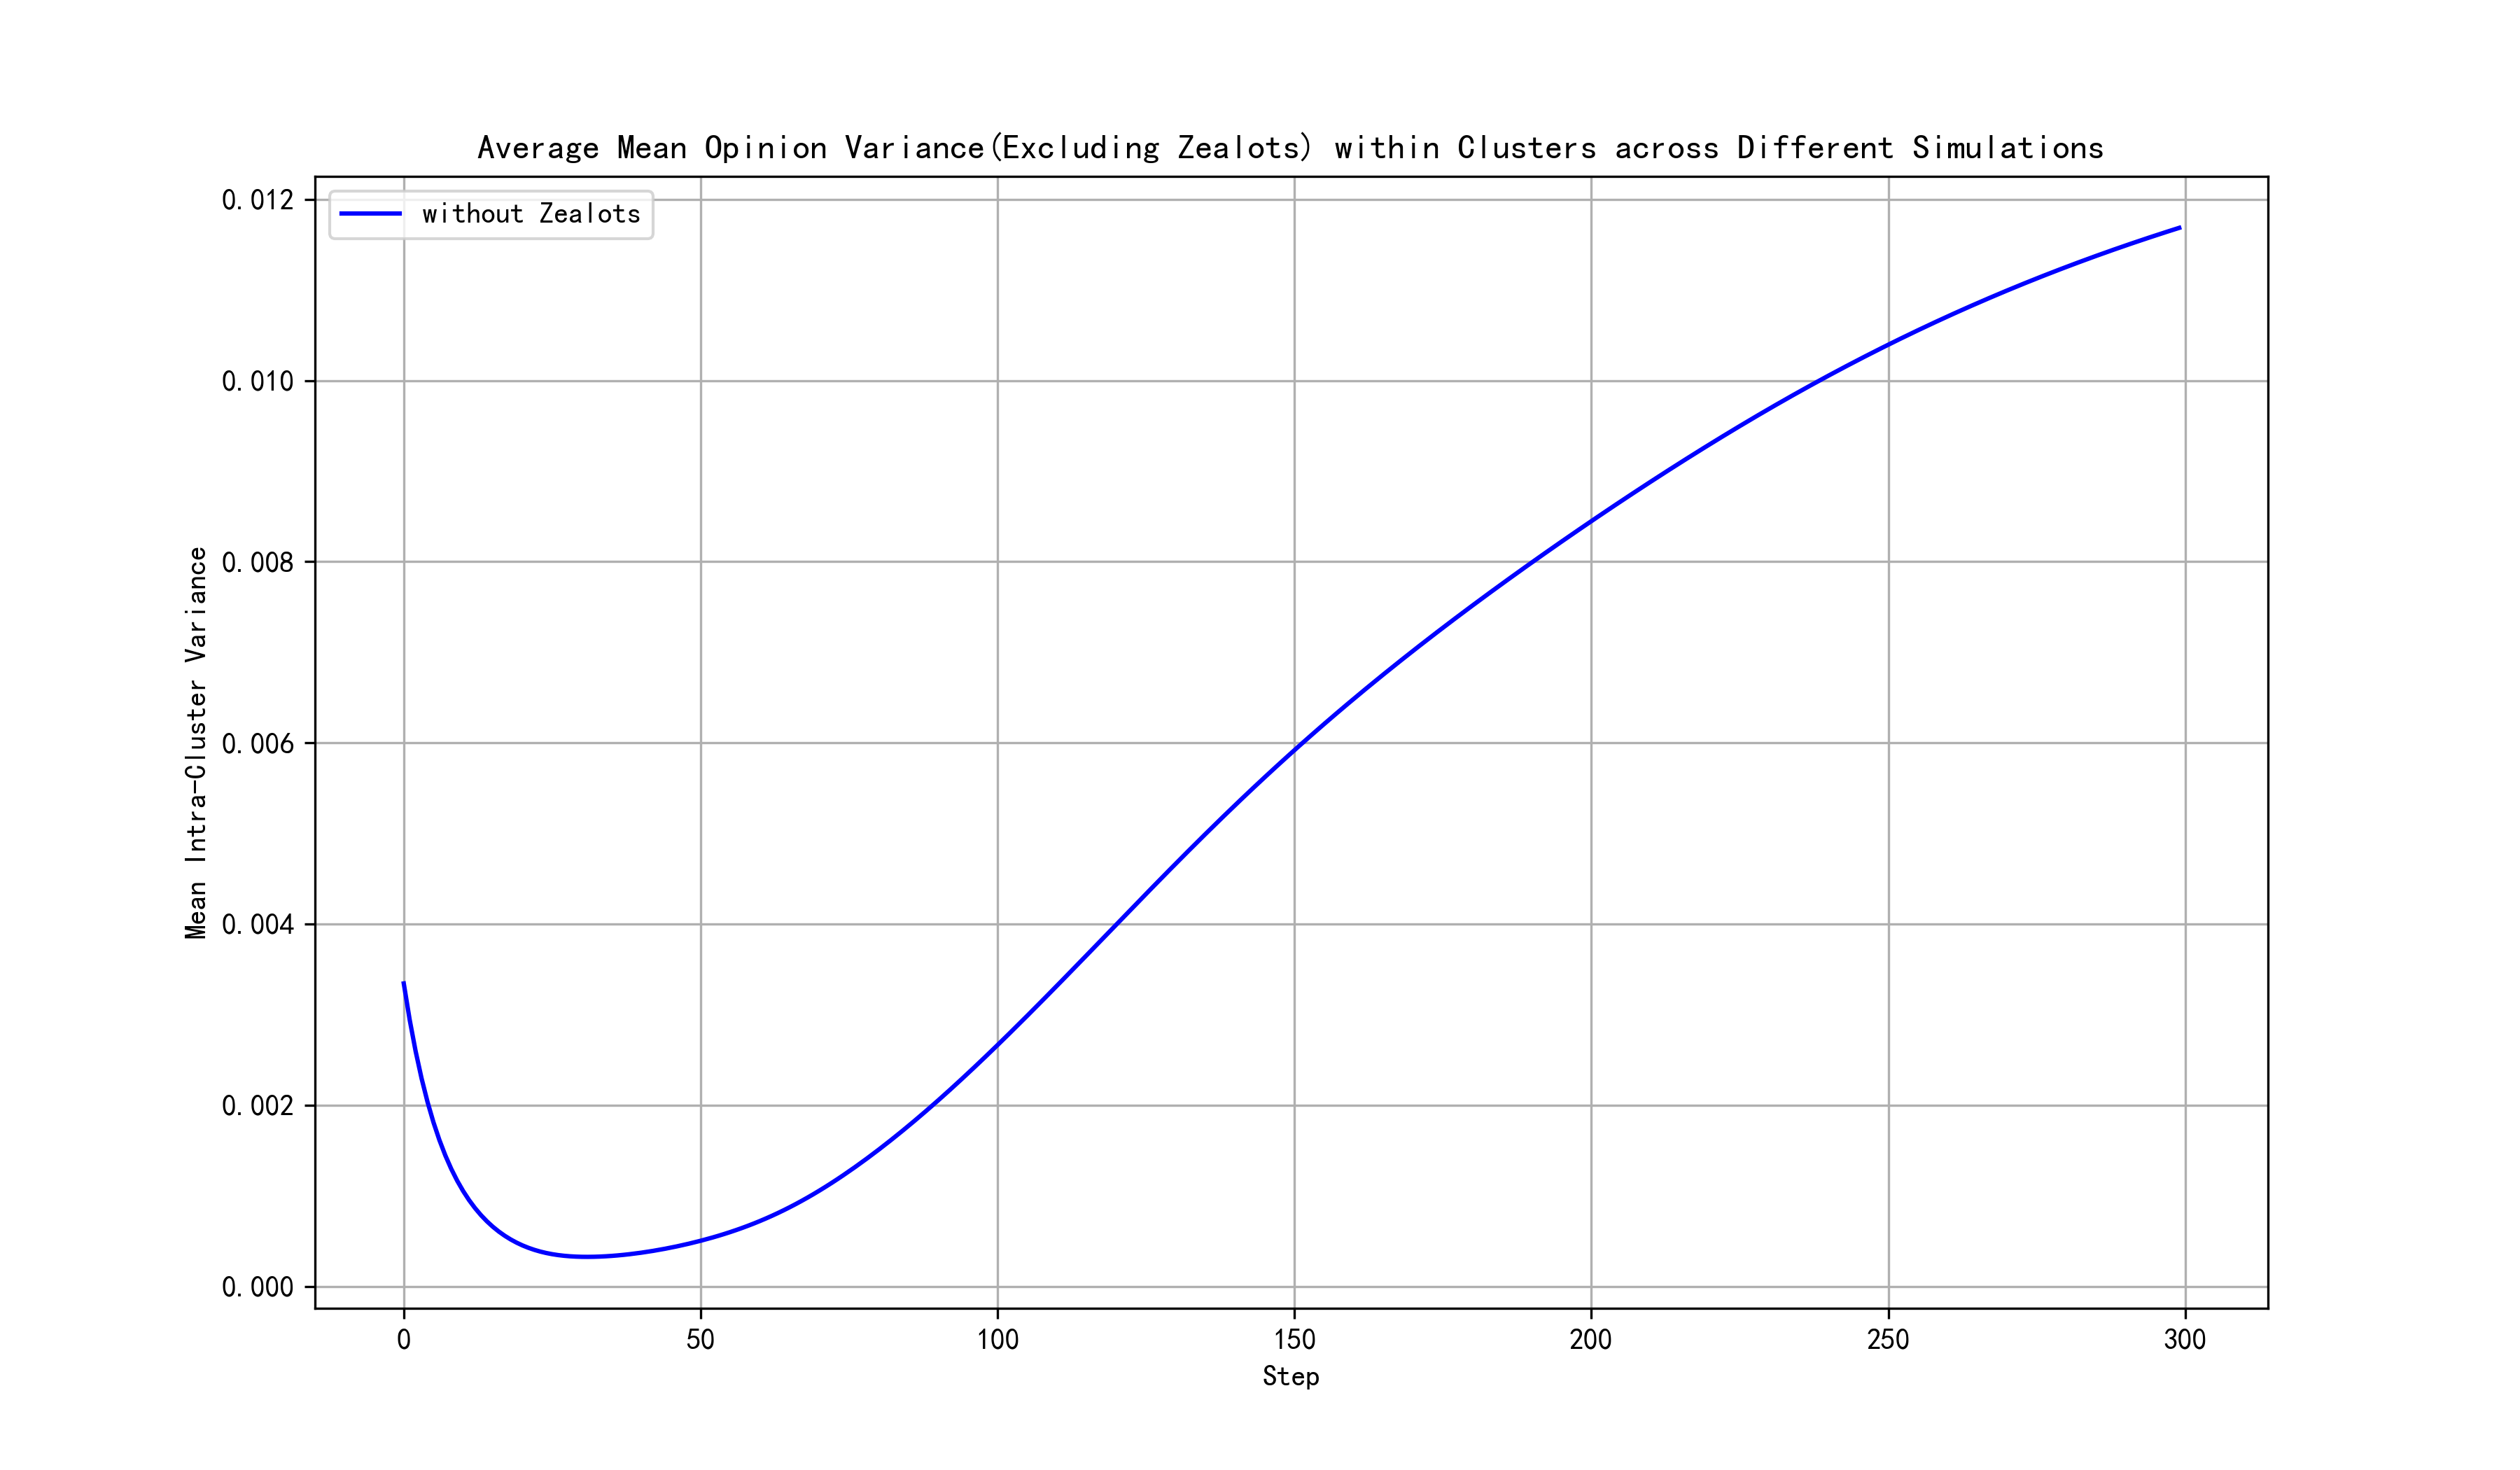 Average Mean Opinion Variance(Excluding Zealots) within Clusters across Different Simulations
without Zealots
0.012
0.010
0.008
0.006
0.004
0.002
0.000
Mean Intra-Cluster Variance
0 50 100 150 200 250 300
Step